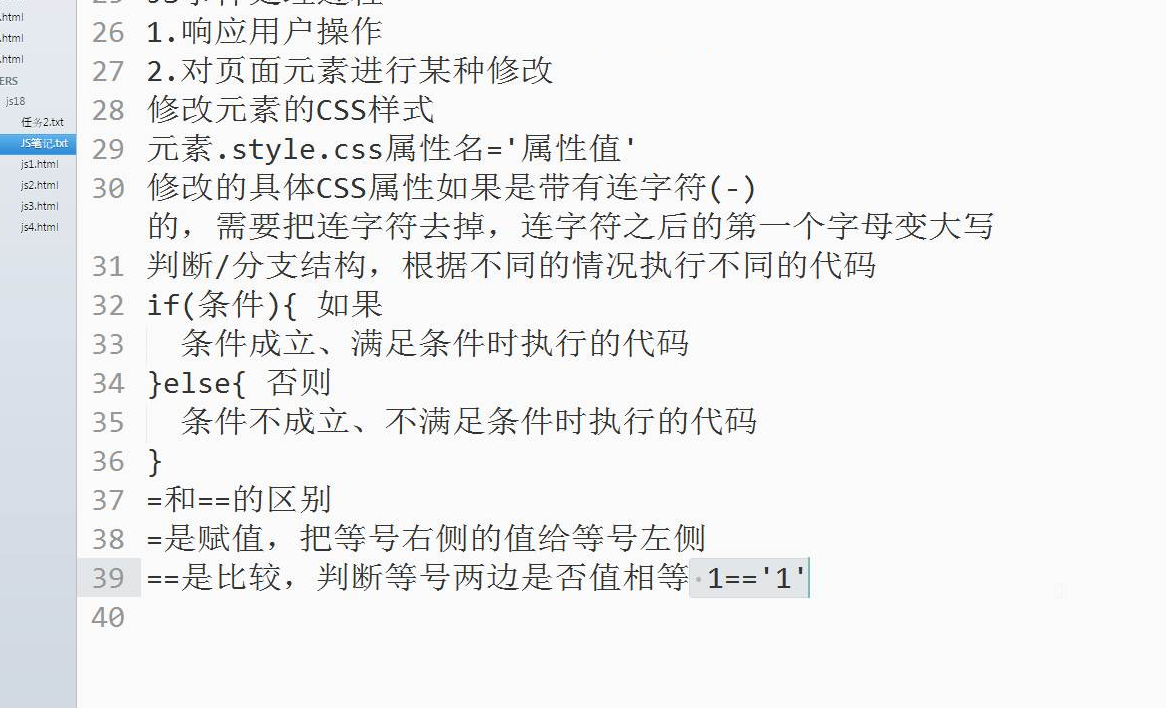 .html
.html
.html
ERS
js18
任务2.txt
JS笔记.txt
js1.html
js2.html
js3.html
js4.html
26 1.响应用户操作
27 2.对页面元素进行某种修改
28 修改元素的CSS样式
29 元素.style.css属性名='属性值'
30 修改的具体CSS属性如果是带有连字符(-)
的，需要把连字符去掉，连字符之后的第一个字母变大写
31 判断/分支结构，根据不同的情况执行不同的代码
32 if(条件){ 如果
33 条件成立、满足条件时执行的代码
34 }else{ 否则
35 条件不成立、不满足条件时执行的代码
36 }
37 =和==的区别
38 =是赋值，把等号右侧的值给等号左侧
39 ==是比较，判断等号两边是否值相等 1=='1'
40